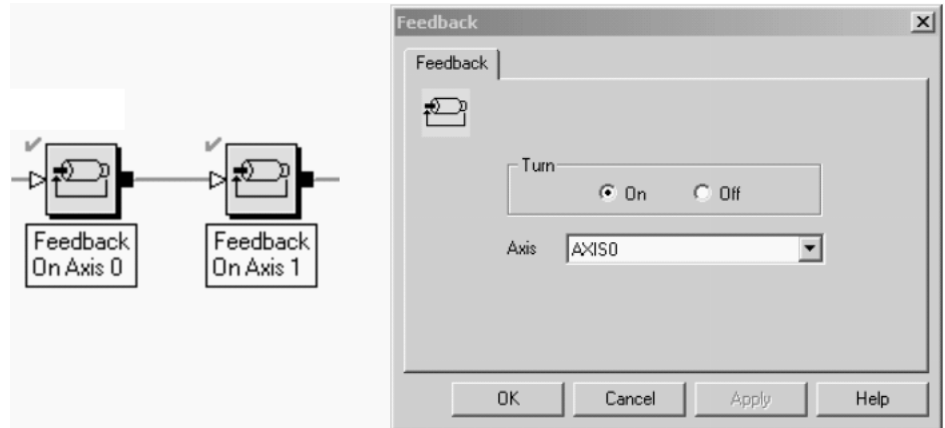 Feedback
On Axis 0
Feedback
On Axis 1
Feedback
Feedback
Turn
On
Off
Axis
AXIS0
OK
Cancel
Apply
Help